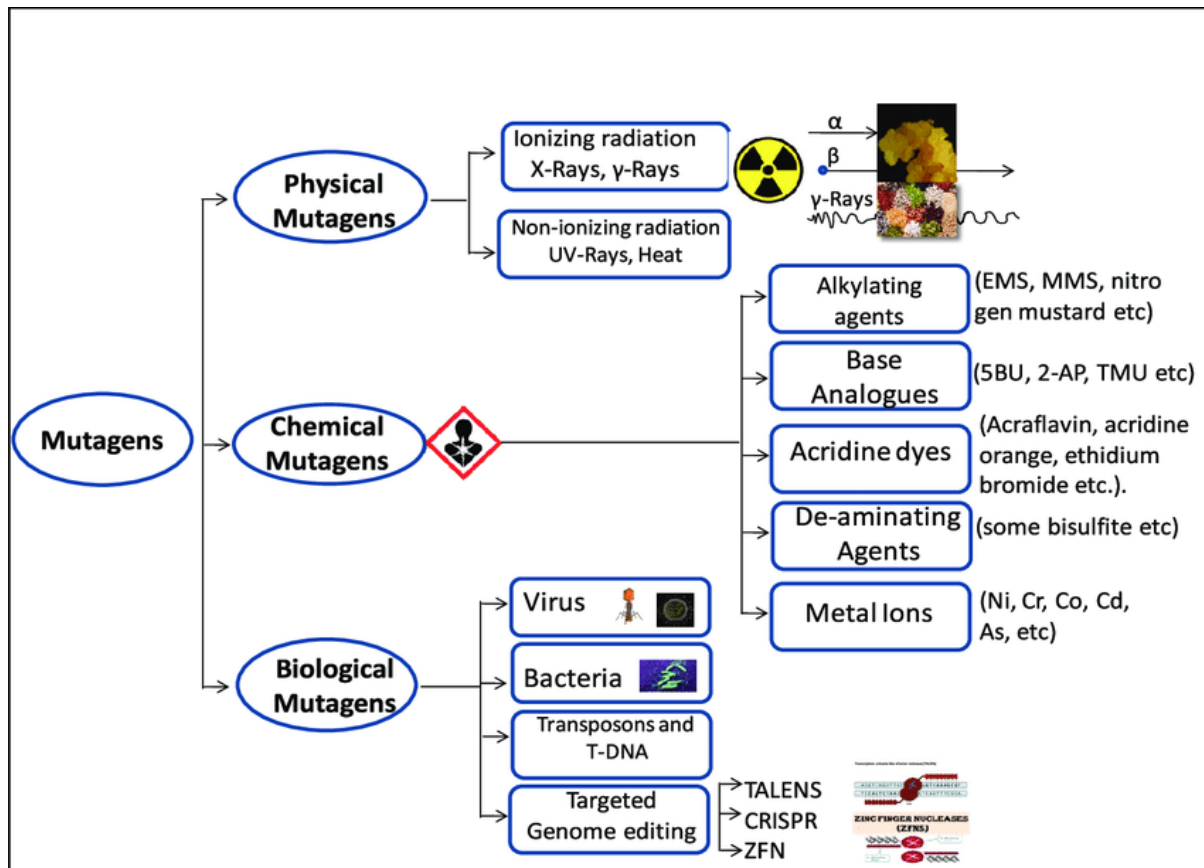 Ionizing radiation
X-Rays, γ-Rays
α
β
γ-Rays
Physical
Mutagens
Non-ionizing radiation
UV-Rays, Heat
Alkylating
agents
(EMS, MMS, nitro
gen mustard etc)
Base
Analogues
(5BU, 2-AP, TMU etc)
Mutagens
Chemical
Mutagens
Acridine dyes
(Acraflavin, acridine
orange, ethidium
bromide etc.).
De-aminating
Agents
(some bisulfite etc)
Metal Ions
(Ni, Cr, Co, Cd,
As, etc)
Virus
Biological
Mutagens
Bacteria
Transposons and
T-DNA
Targeted
Genome editing
TALENS
CRISPR
ZFN
ZINC FINGER NUCLEASES
(ZFNS)